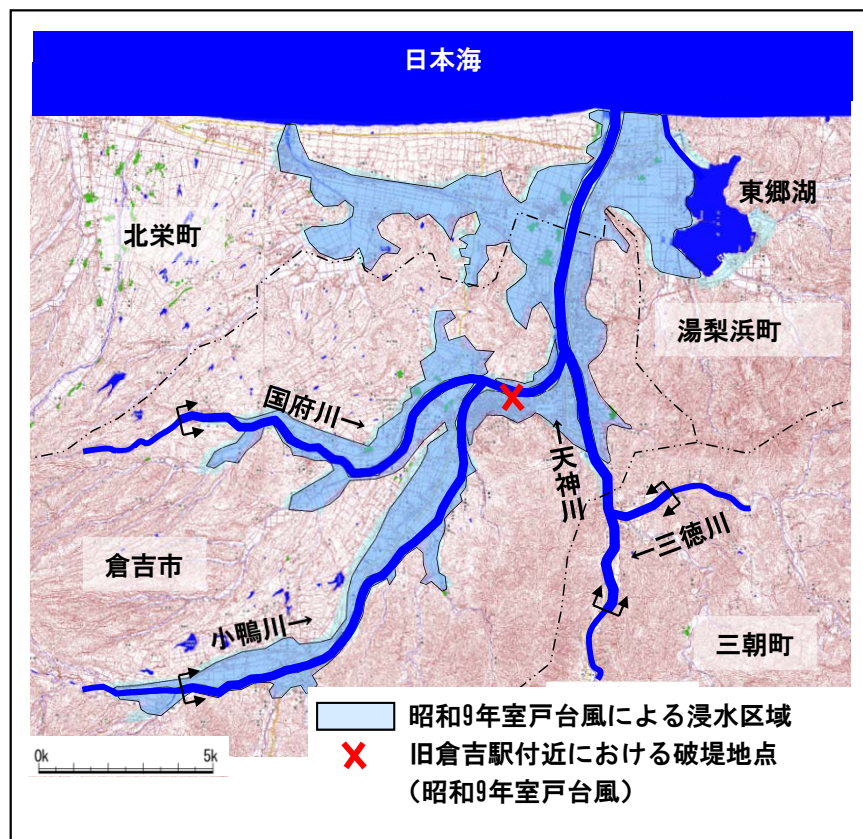 日本海
東郷湖
北栄町
湯梨浜町
国府川→
←天神川
←三徳川
倉吉市
小鴨川→
三朝町
昭和9年室戸台風による浸水区域
旧倉吉駅付近における破堤地点
（昭和9年室戸台風）
0k 5k